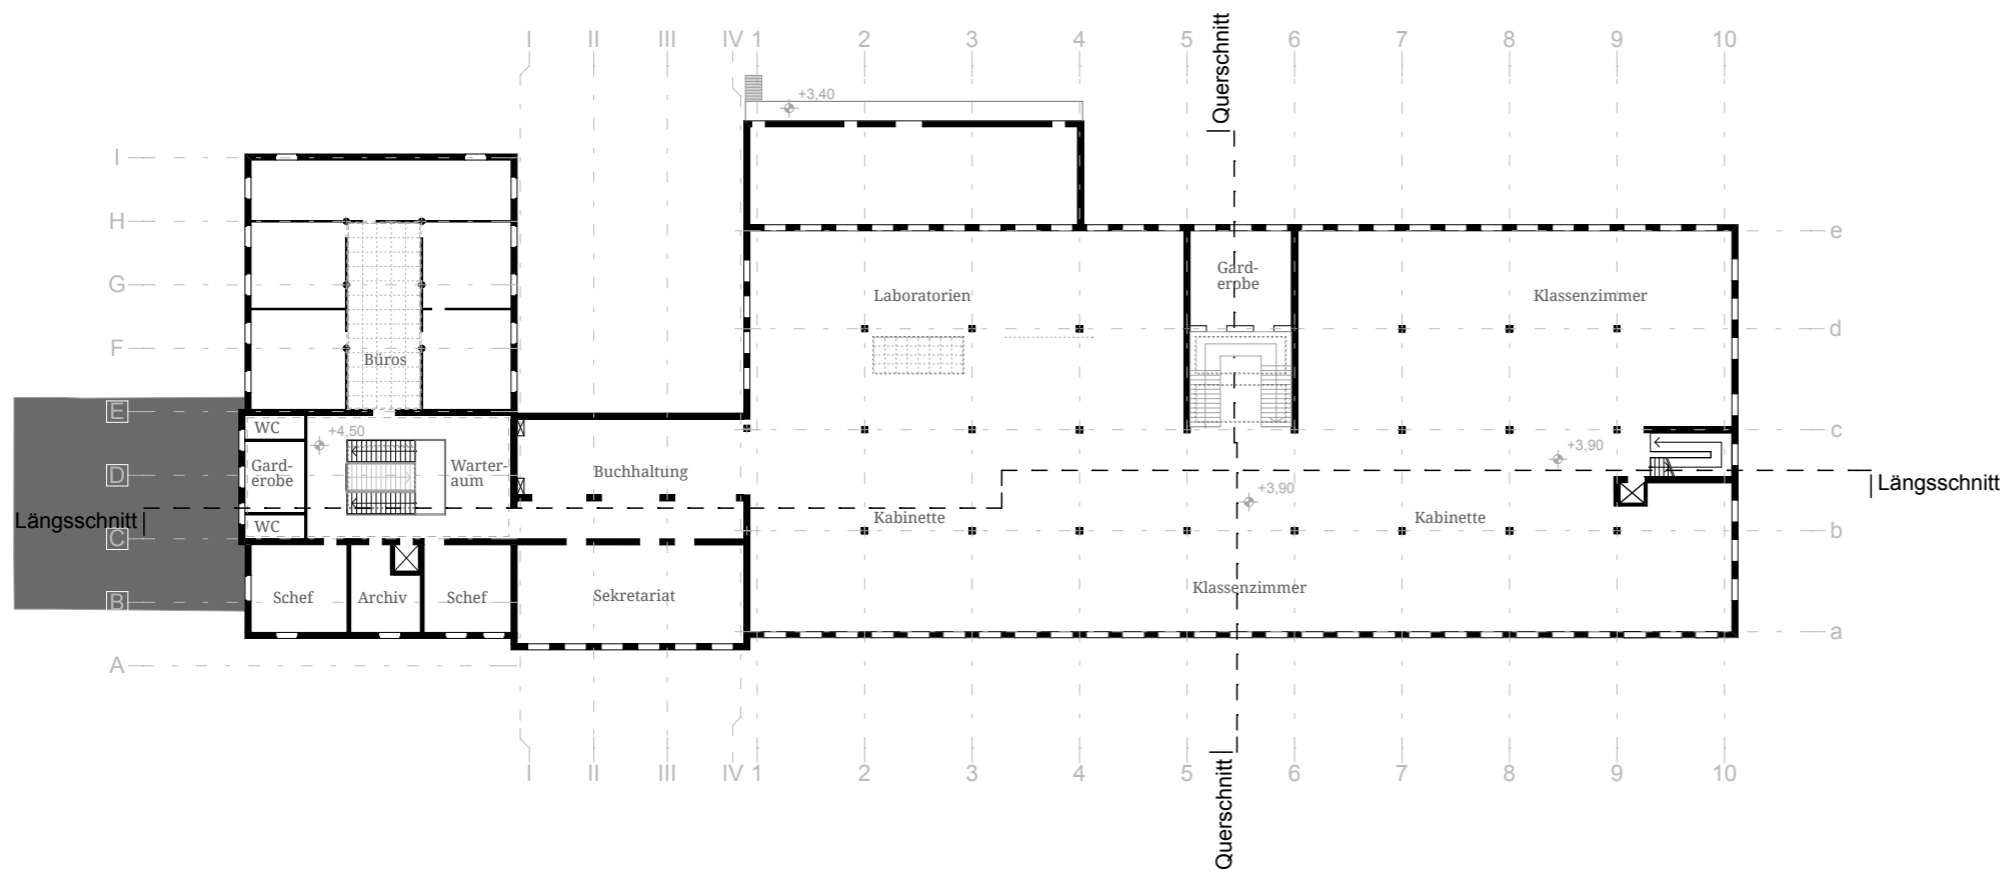 Querschnitt
I II III IV 1 2 3 4 5 6 7 8 9 10
+3,40
I
H
e
Gard-
erobe
G
Laboratorien
Klassenzimmer
d
F
Büros
E
WC
+4,50
c
+3,90
Gard-
erobe
Warter-
aum
Buchhaltung
D
Längsschnitt
+3,90
Längsschnitt
WC
Kabinette
Kabinette
C
b
Schef
Archiv
Schef
Sekretariat
Klassenzimmer
B
a
A
I II III IV 1 2 3 4 5 6 7 8 9 10
Querschnitt